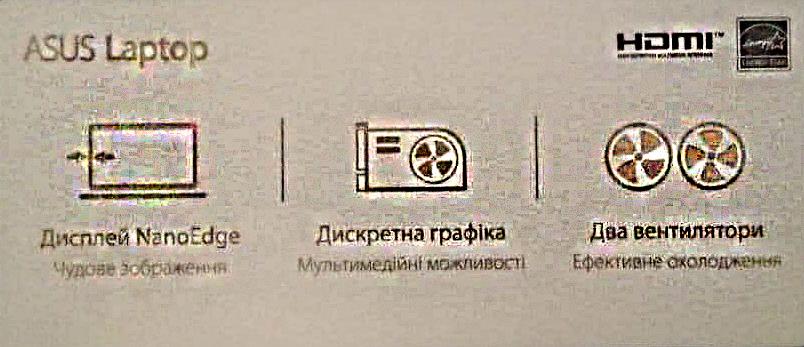 ASUS Laptop
HDMI™
Дисплей NanoEdge
Чудове зображення
Дискретна графіка
Мультимедійні можливості
Два вентилятори
Ефективне охолодження